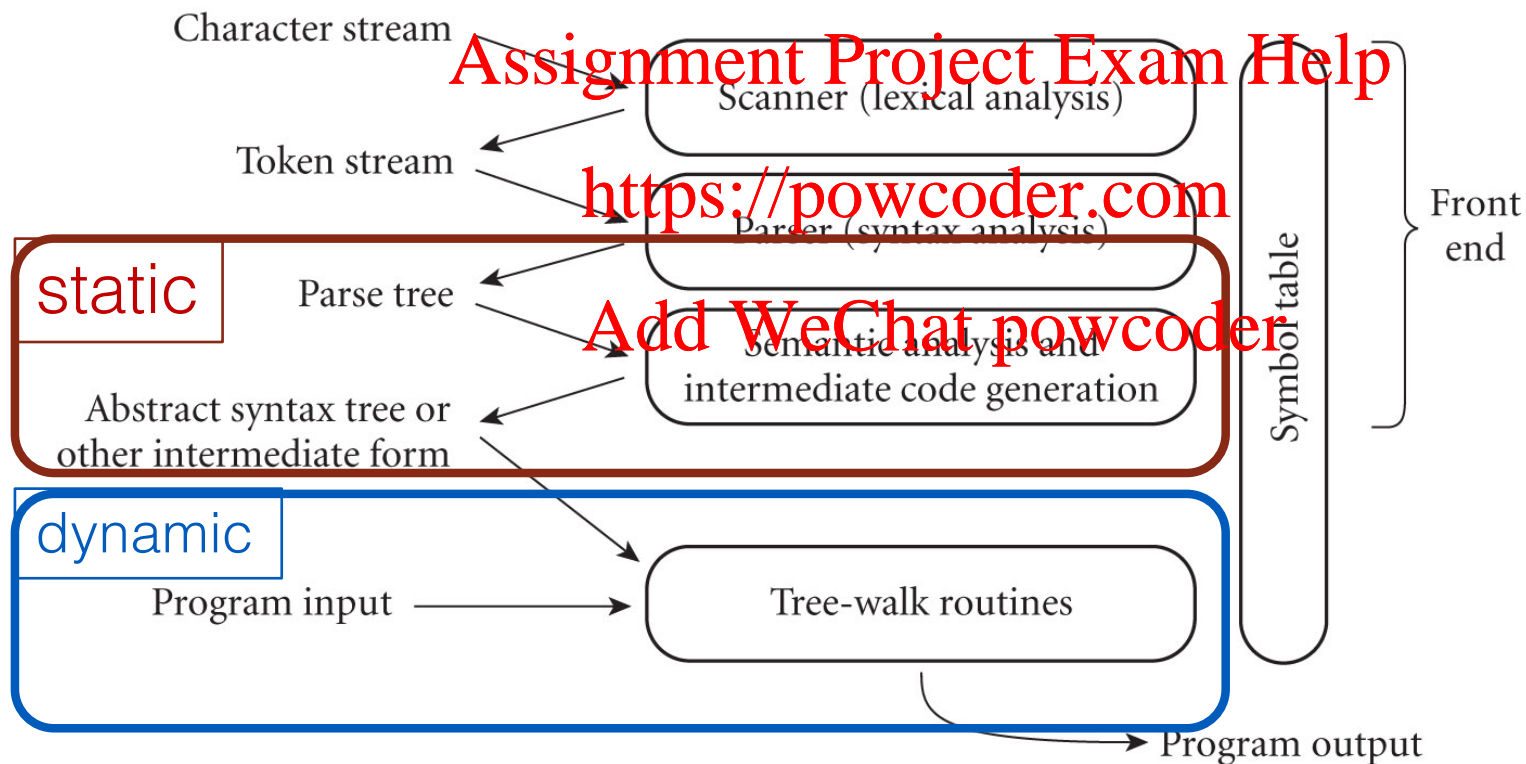 Character stream
Assignment Project Exam Help
Scanner (lexical analysis)
Token stream
https://powcoder.com
Parser (syntax analysis)
Front
end
static
Parse tree
Add WeChat powcoder
Semantic analysis and
intermediate code generation
Symbol table
Abstract syntax tree or
other intermediate form
dynamic
Program input
Tree-walk routines
Program output